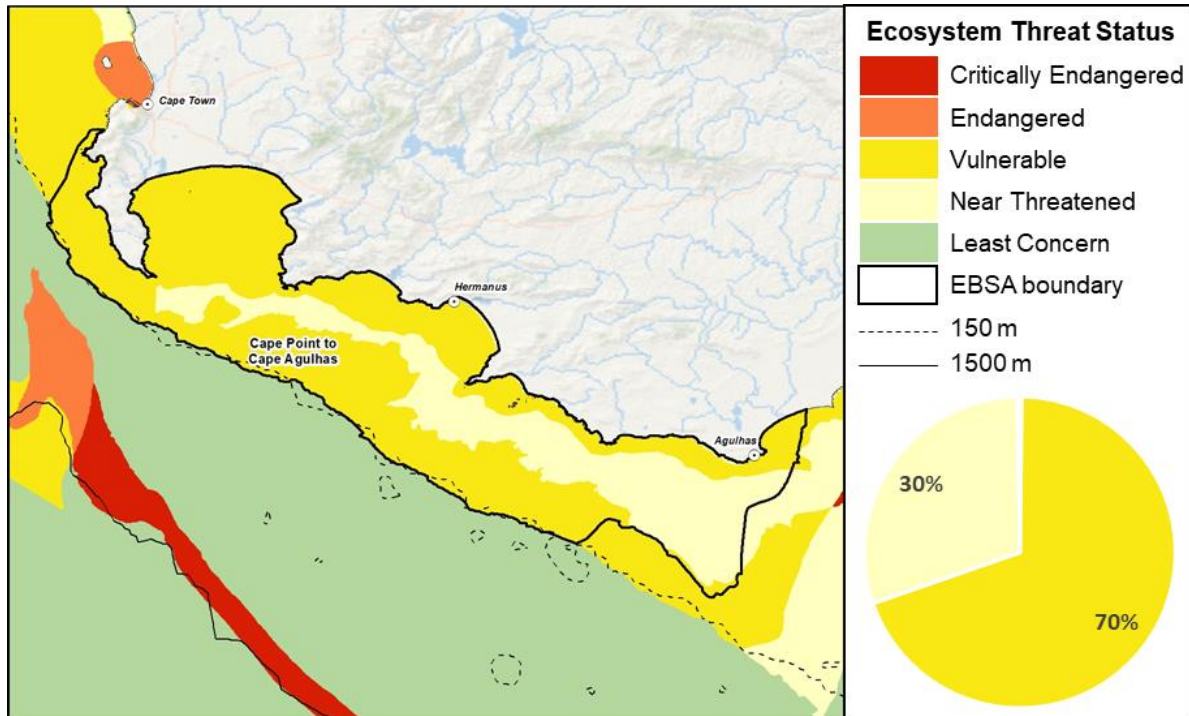 Cape Town
Hermanus
Cape Point to
Cape Agulhas
Agulhas
Ecosystem Threat Status
Critically Endangered
Endangered
Vulnerable
Near Threatened
Least Concern
EBSA boundary
150 m
1500 m
30%
70%